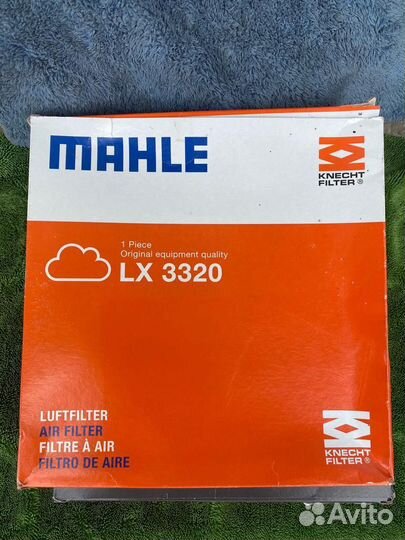 MAHLE
KNECHT
FILTER®
1 Piece
Original equipment quality
LX 3320
LUFTFILTER
AIR FILTER
FILTRE À AIR
FILTRO DE AIRE
KNECHT
FILTER®
Avito